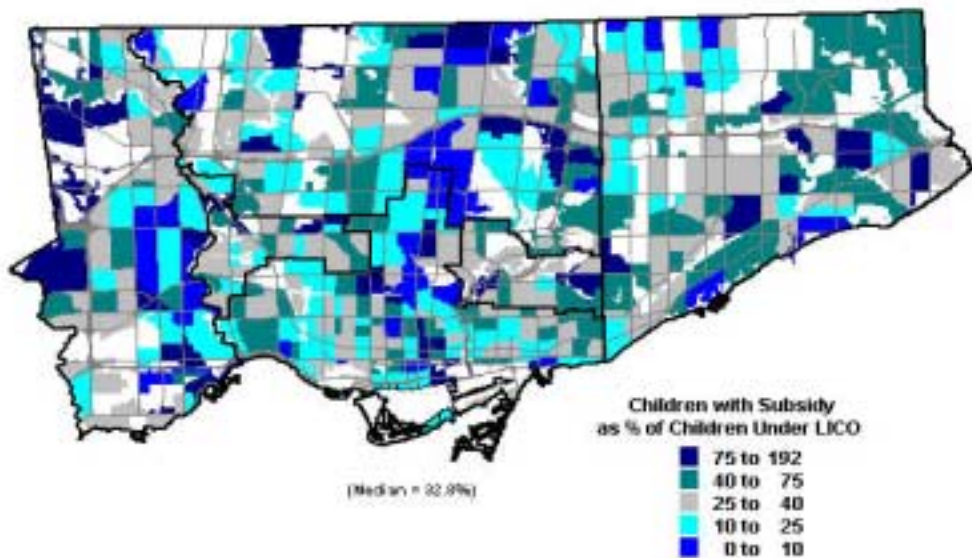 Children with Subsidy
as % of Children Under LICO
75 to 192
40 to 75
25 to 40
10 to 25
0 to 10
(Median = 32.8%)